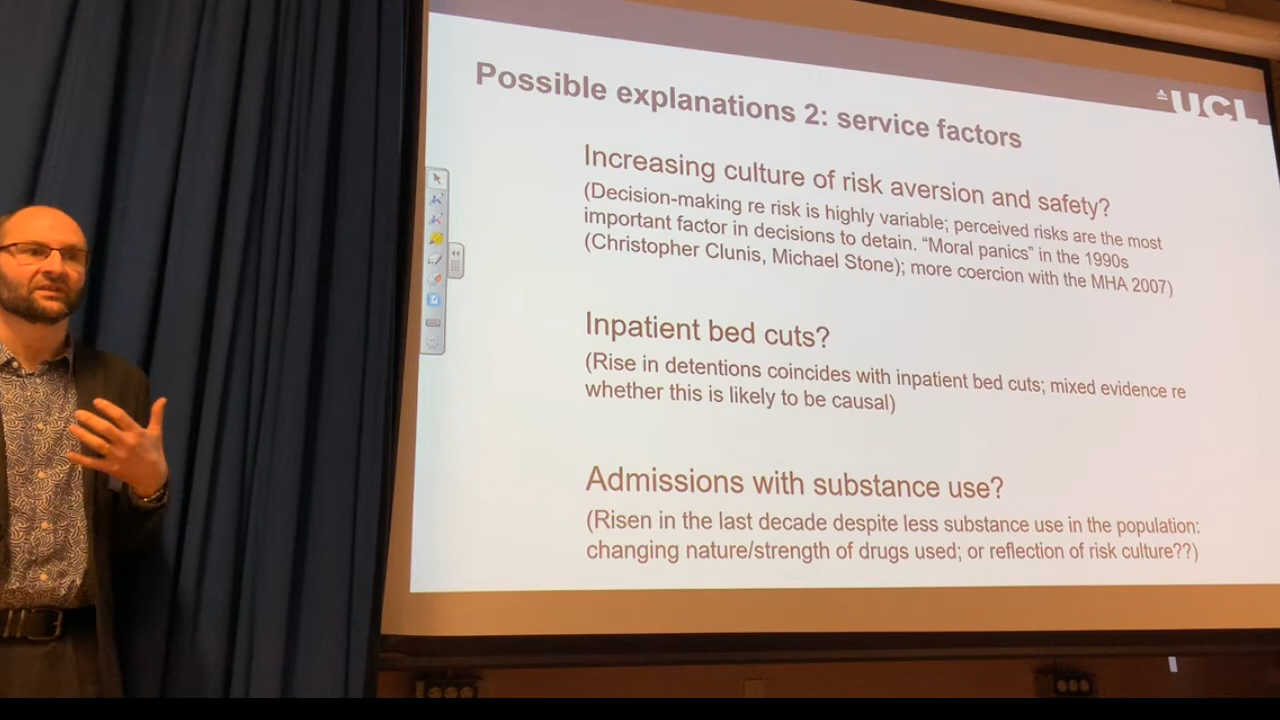 UCL
Possible explanations 2: service factors
Increasing culture of risk aversion and safety?
(Decision-making re risk is highly variable; perceived risks are the most
important factor in decisions to detain. “Moral panics” in the 1990s
(Christopher Clunis, Michael Stone); more coercion with the MHA 2007)
Inpatient bed cuts?
(Rise in detentions coincides with inpatient bed cuts; mixed evidence re
whether this is likely to be causal)
Admissions with substance use?
(Risen in the last decade despite less substance use in the population:
changing nature/strength of drugs used; or reflection of risk culture??)